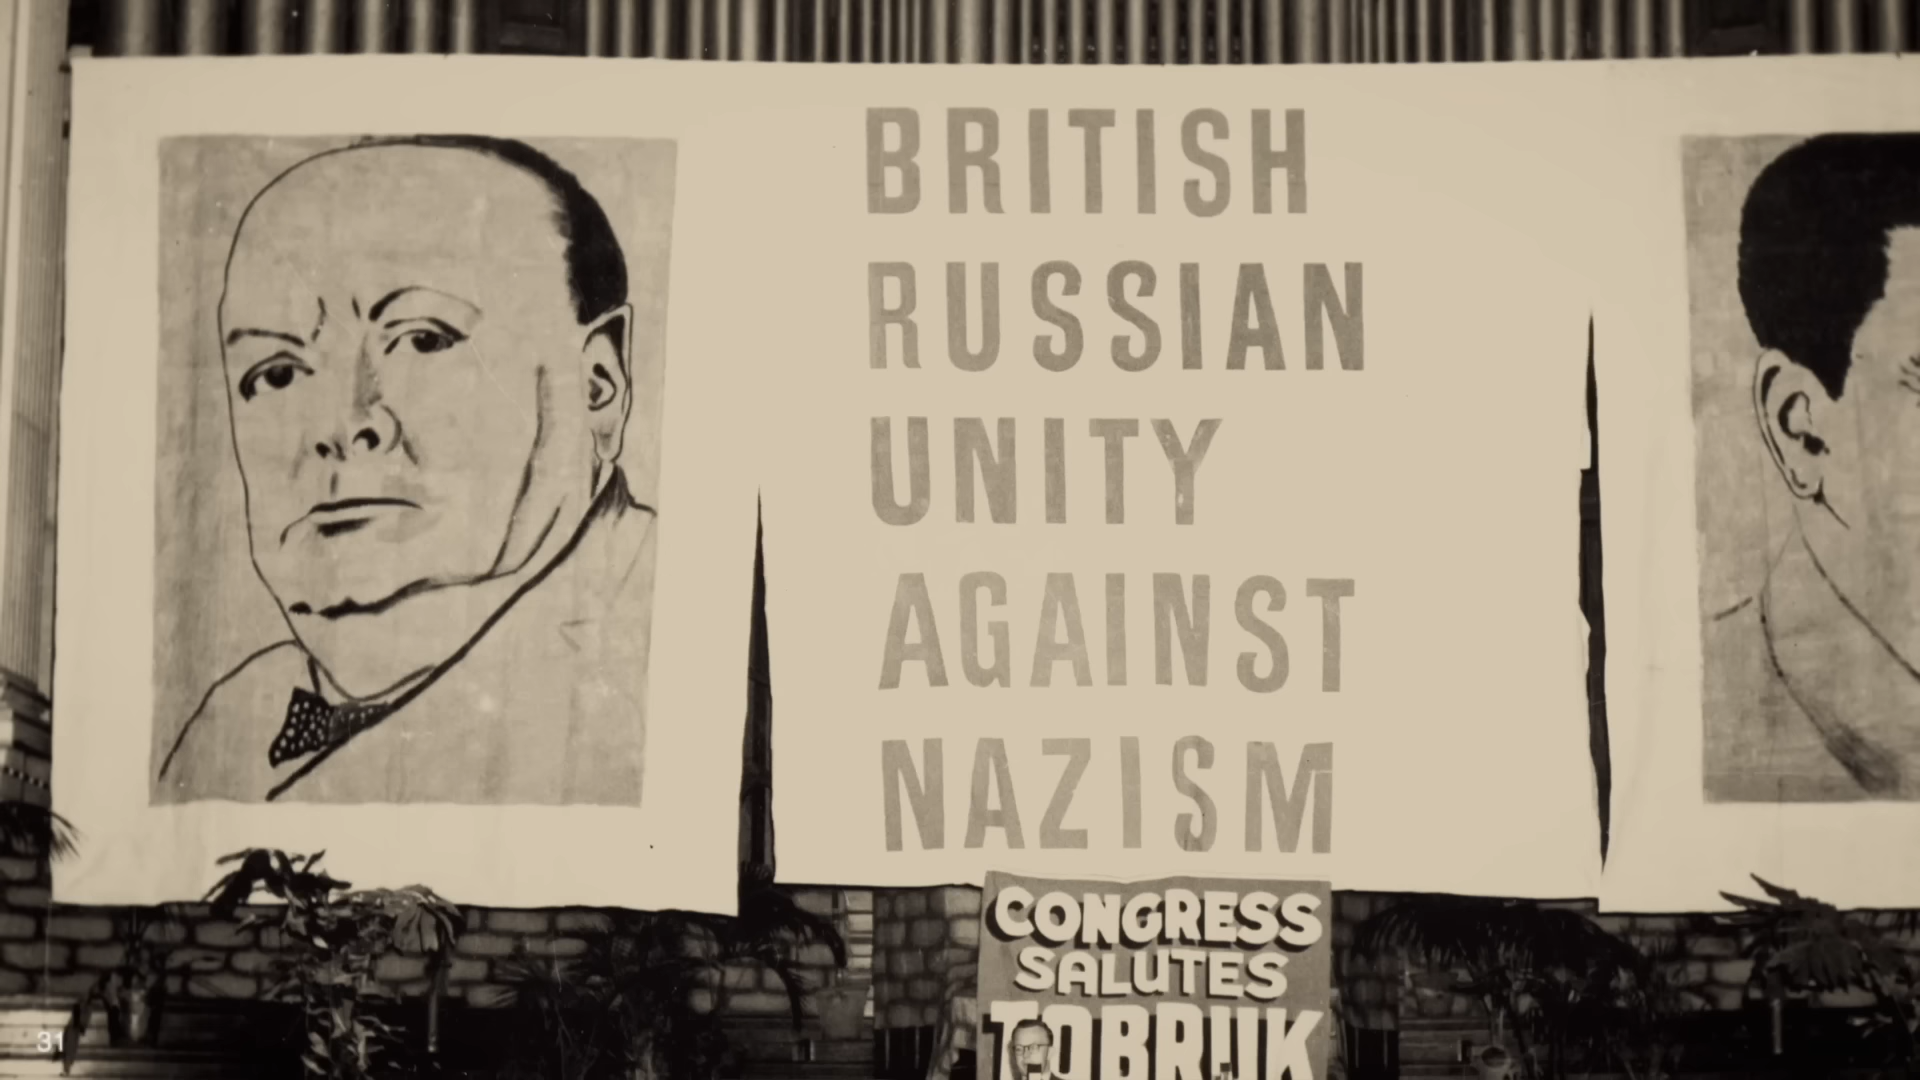 BRITISH
RUSSIAN
UNITY
AGAINST
NAZISM
CONGRESS
SALUTES
TOBRUK
31